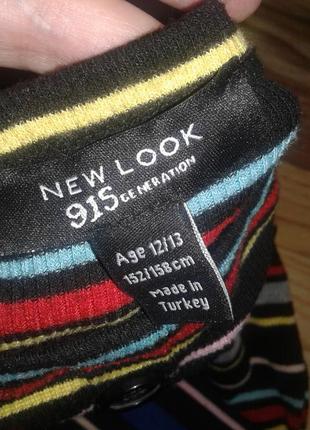 NEW LOOK
915 GENERATION
Age 12/13
152/158cm
Made in
Turkey